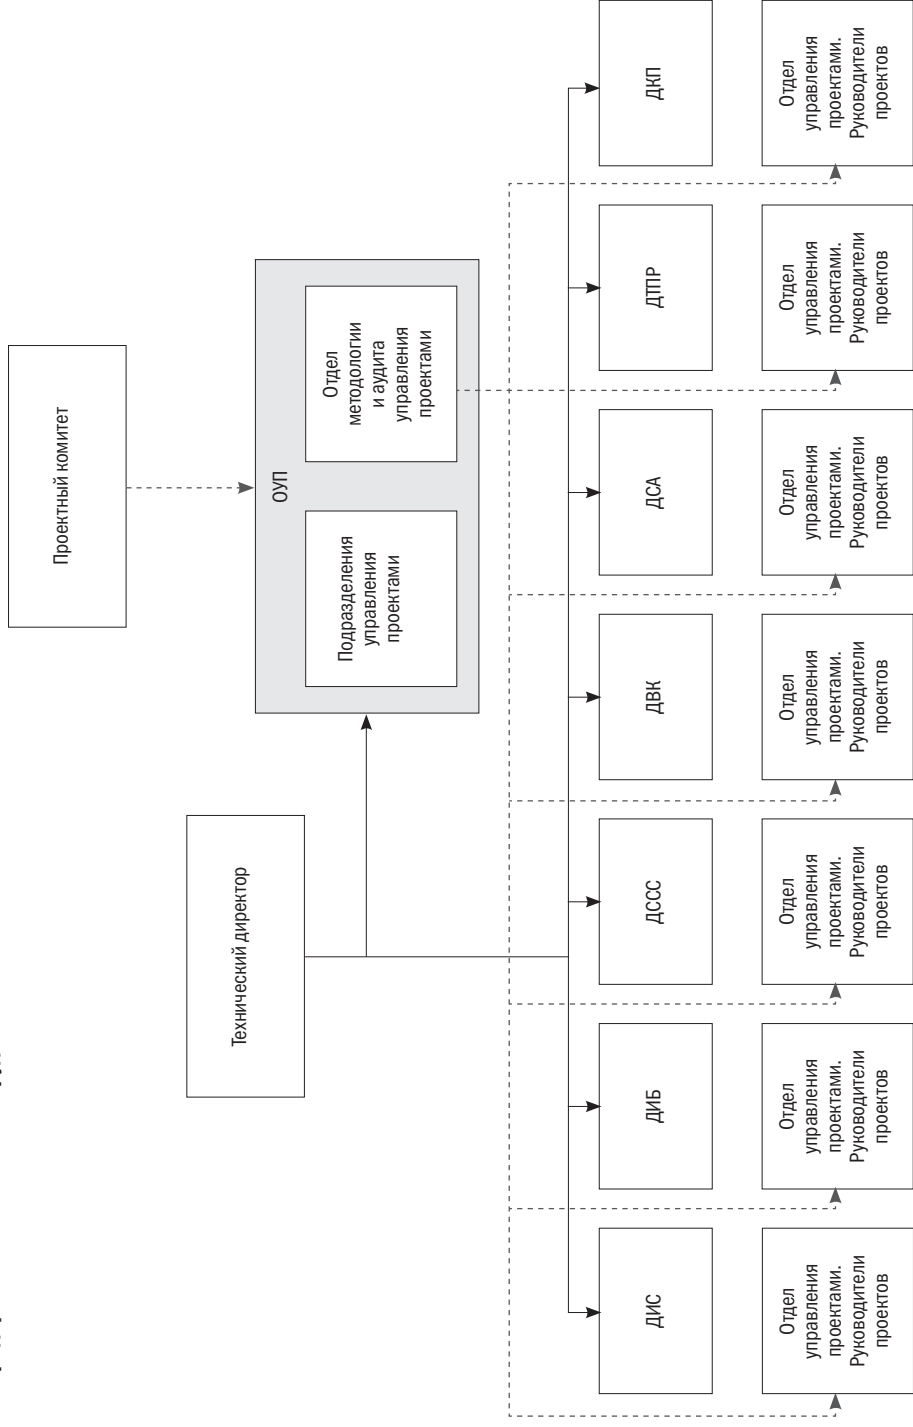 Проектный комитет
Технический директор
ОУП
Подразделения
управления
проектами
Отдел
методологии
и аудита
управления
проектами
ДИС
ДИБ
ДССС
ДВК
ДСА
ДТПР
ДКП
Отдел
управления
проектами.
Руководители
проектов
Отдел
управления
проектами.
Руководители
проектов
Отдел
управления
проектами.
Руководители
проектов
Отдел
управления
проектами.
Руководители
проектов
Отдел
управления
проектами.
Руководители
проектов
Отдел
управления
проектами.
Руководители
проектов
Отдел
управления
проектами.
Руководители
проектов